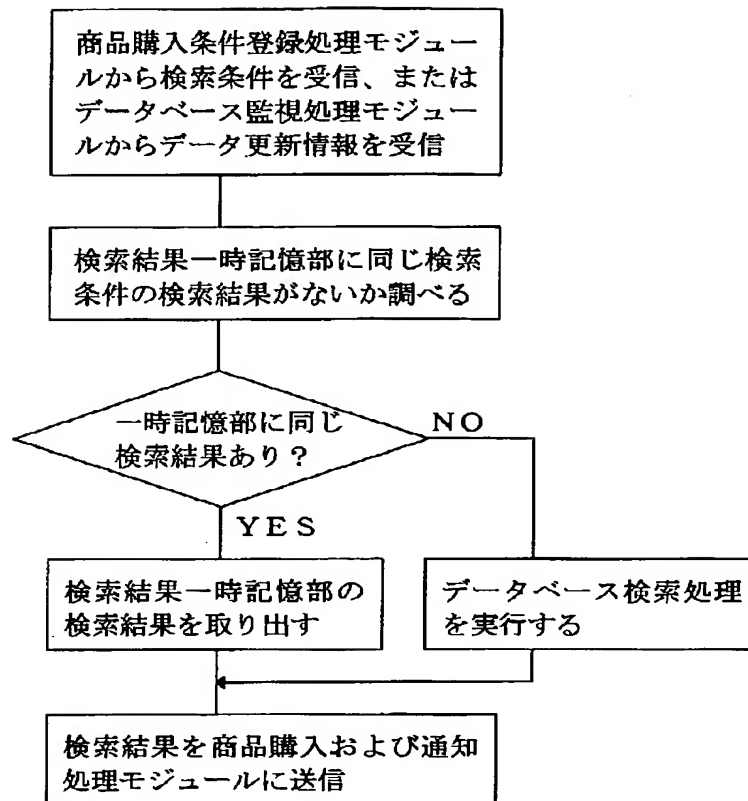 商品購入条件登録処理モジュー
ルから検索条件を受信、または
データベース監視処理モジュー
ルからデータ更新情報を受信
検索結果一時記憶部に同じ検索
条件の検索結果がないか調べる
一時記憶部に同じ
検索結果あり？
NO
YES
検索結果一時記憶部の
検索結果を取り出す
データベース検索処理
を実行する
検索結果を商品購入および通知
処理モジュールに送信